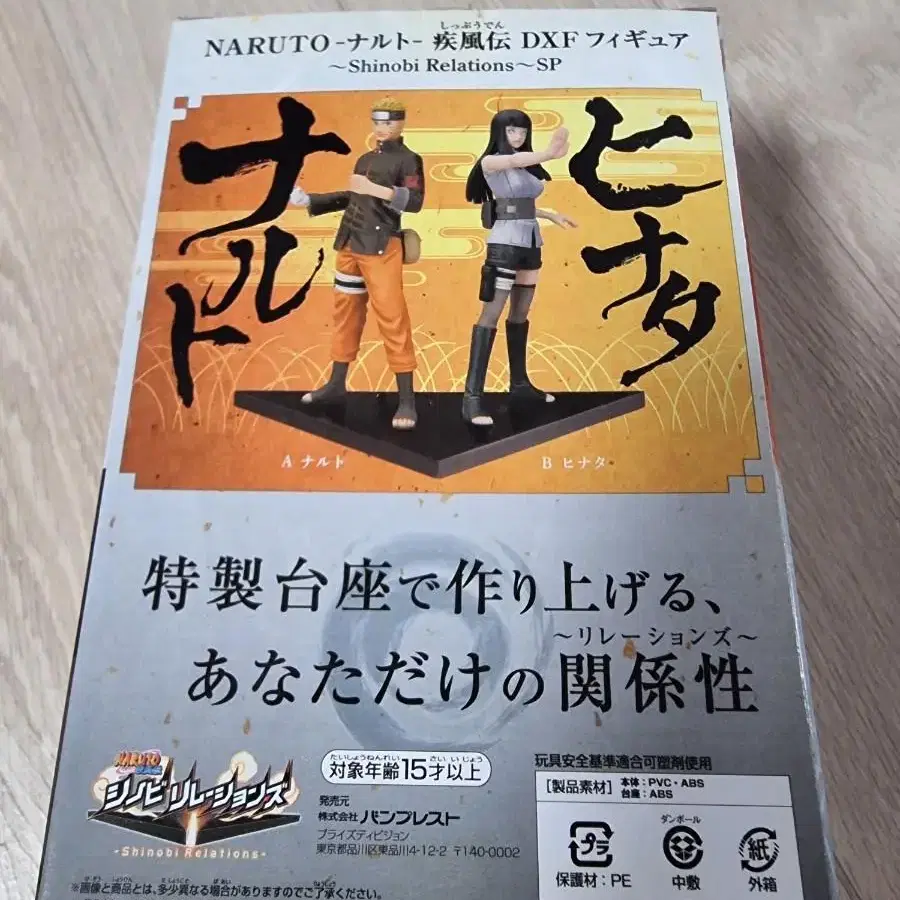 しっぷうでん
NARUTO -ナルト- 疾風伝 DXF フィギュア
～Shinobi Relations～SP
ナルト
ヒナタ
A ナルト
B ヒナタ
特製台座で作り上げる、
～リレーションズ～
あなただけの関係性
NARUTO
シノビリレーションズ
-Shinobi Relations-
たいしょうねんれい さい いじょう
対象年齢15才以上
発売元
株式会社バンプレスト
プライズディビジョン
東京都品川区東品川4-12-2 〒140-0002
※画像と商品とは、多少異なる場合がありますのでご了承ください。
玩具安全基準適合可塑剤使用
[製品素材] 本体：PVC・ABS
台座：ABS
プラ
保護材：PE
ダンボール
中敷
紙
外箱